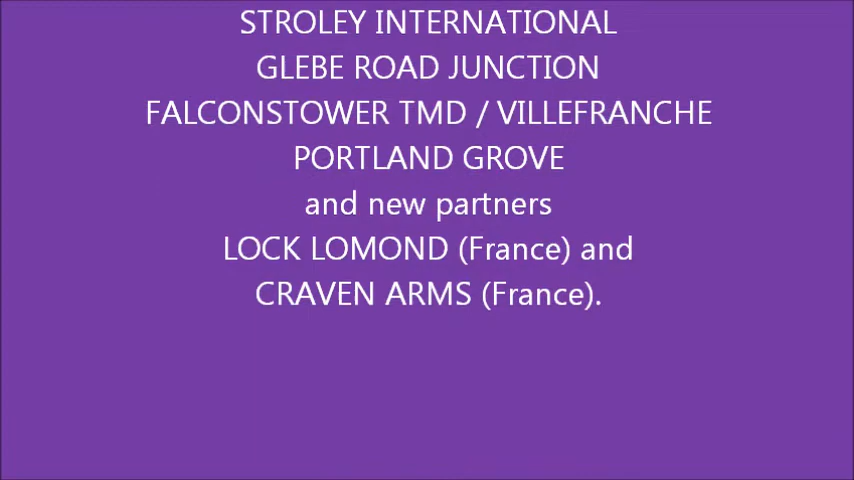 STROLEY INTERNATIONAL
GLEBE ROAD JUNCTION
FALCONSTOWER TMD / VILLEFRANCHE
PORTLAND GROVE
and new partners
LOCK LOMOND (France) and
CRAVEN ARMS (France).